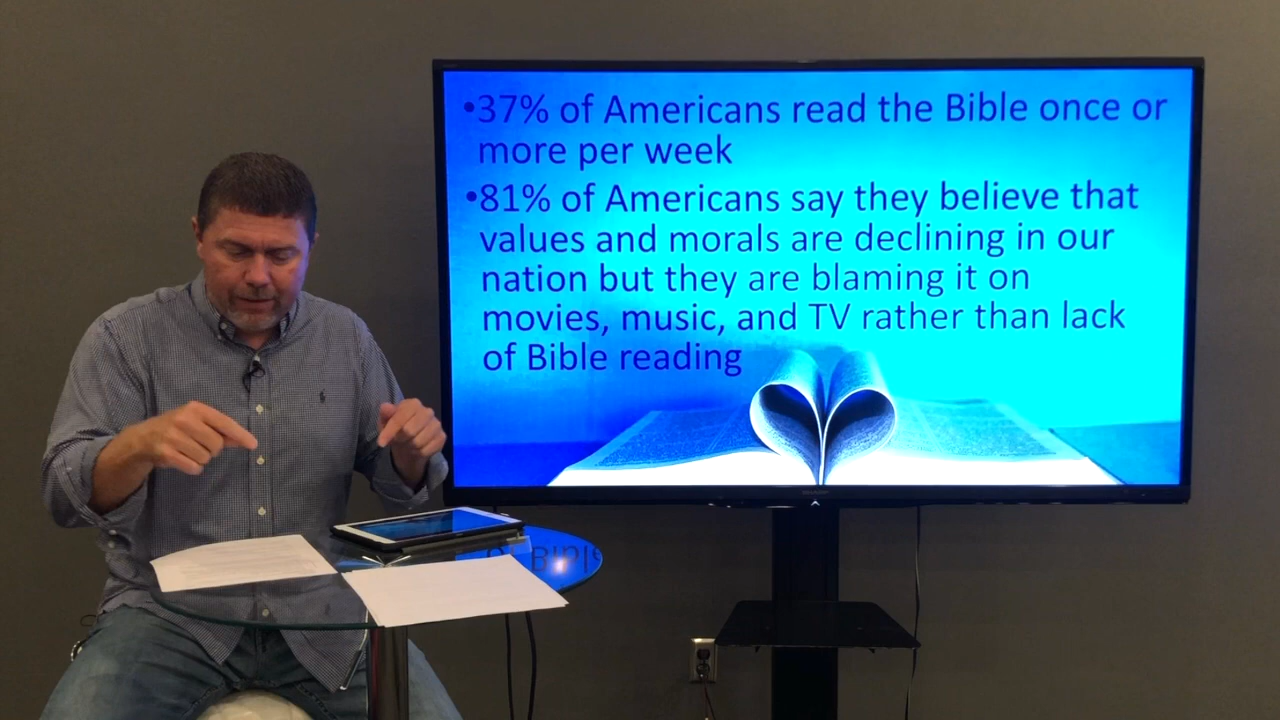 •37% of Americans read the Bible once or
more per week
•81% of Americans say they believe that
values and morals are declining in our
nation but they are blaming it on
movies, music, and TV rather than lack
of Bible reading